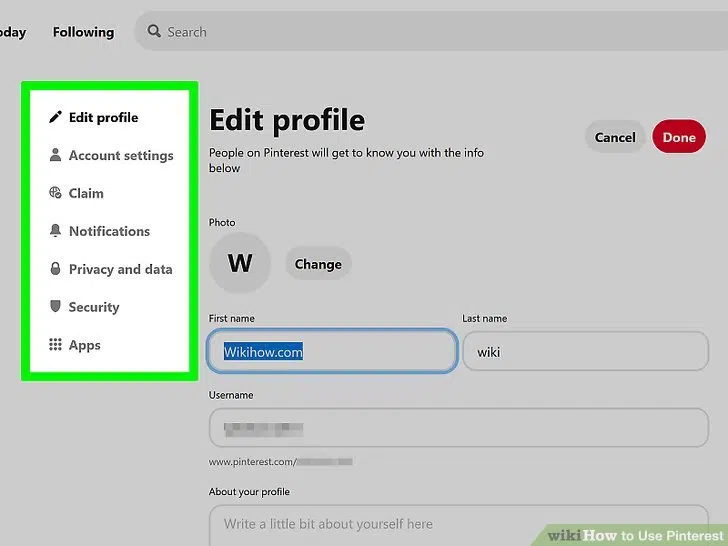 oday Following Search
Edit profile
Account settings
Claim
Notifications
Privacy and data
Security
Apps
Edit profile
People on Pinterest will get to know you with the info
below
Cancel Done
Photo
W Change
First name Last name
Wikihow.com wiki
Username
www.pinterest.com/
About your profile
Write a little bit about yourself here
wikiHow to Use Pinterest